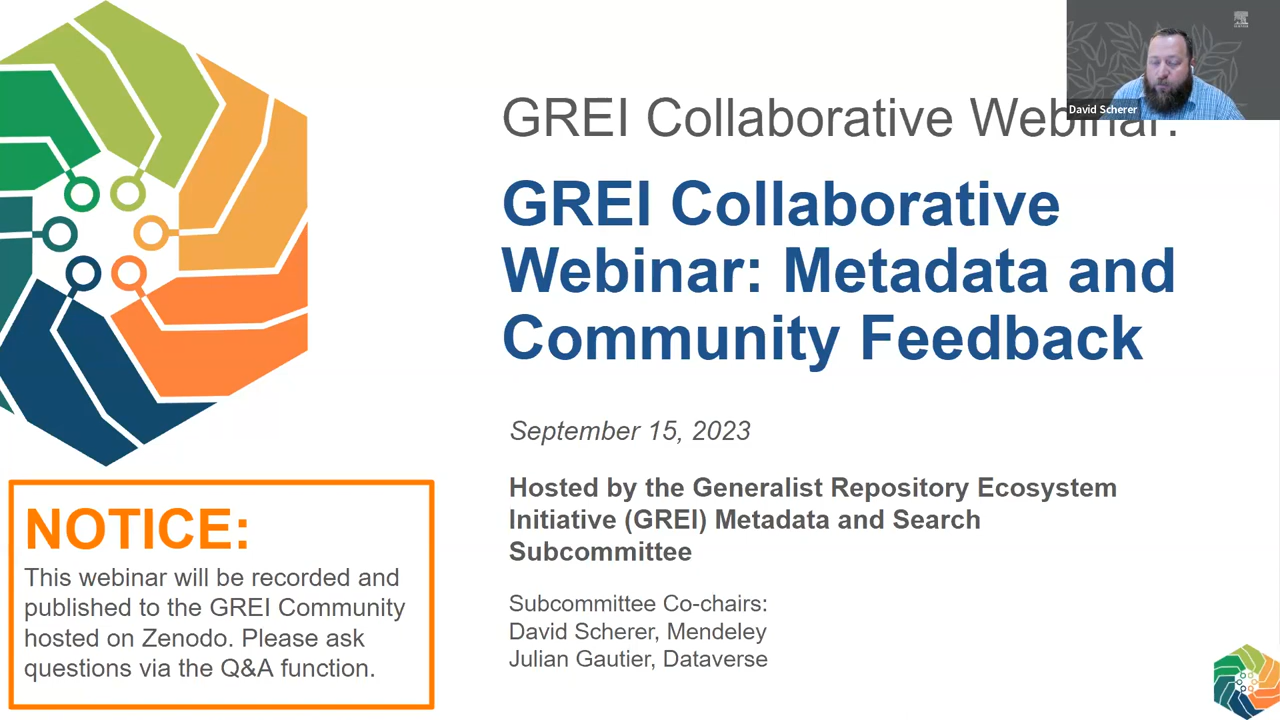 GREI Collaborative Webinar:
David Scherer
GREI Collaborative
Webinar: Metadata and
Community Feedback
September 15, 2023
Hosted by the Generalist Repository Ecosystem
Initiative (GREI) Metadata and Search
Subcommittee
Subcommittee Co-chairs:
David Scherer, Mendeley
Julian Gautier, Dataverse
NOTICE:
This webinar will be recorded and
published to the GREI Community
hosted on Zenodo. Please ask
questions via the Q&A function.